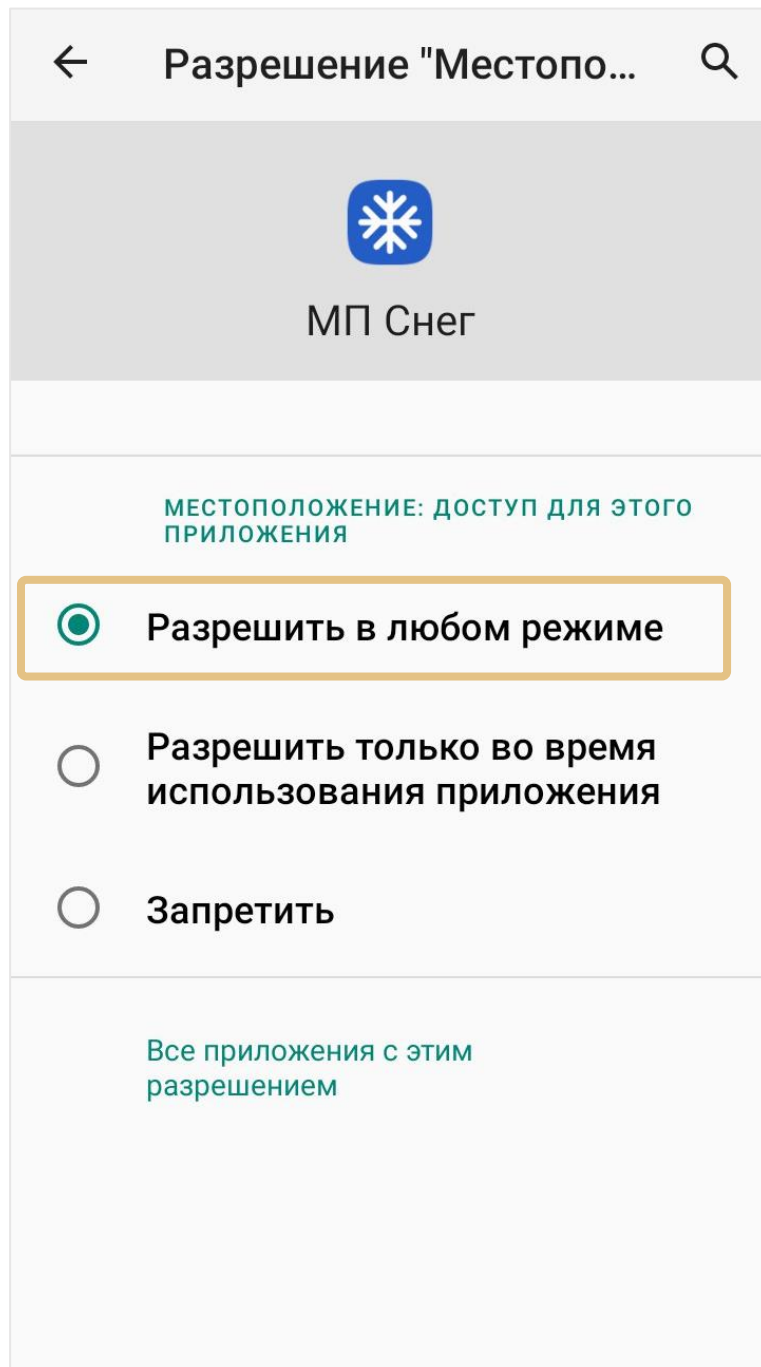 Разрешение "Местопо...
МП Снег
МЕСТОПОЛОЖЕНИЕ: ДОСТУП ДЛЯ ЭТОГО
ПРИЛОЖЕНИЯ
Разрешить в любом режиме
Разрешить только во время
использования приложения
Запретить
Все приложения с этим
разрешением